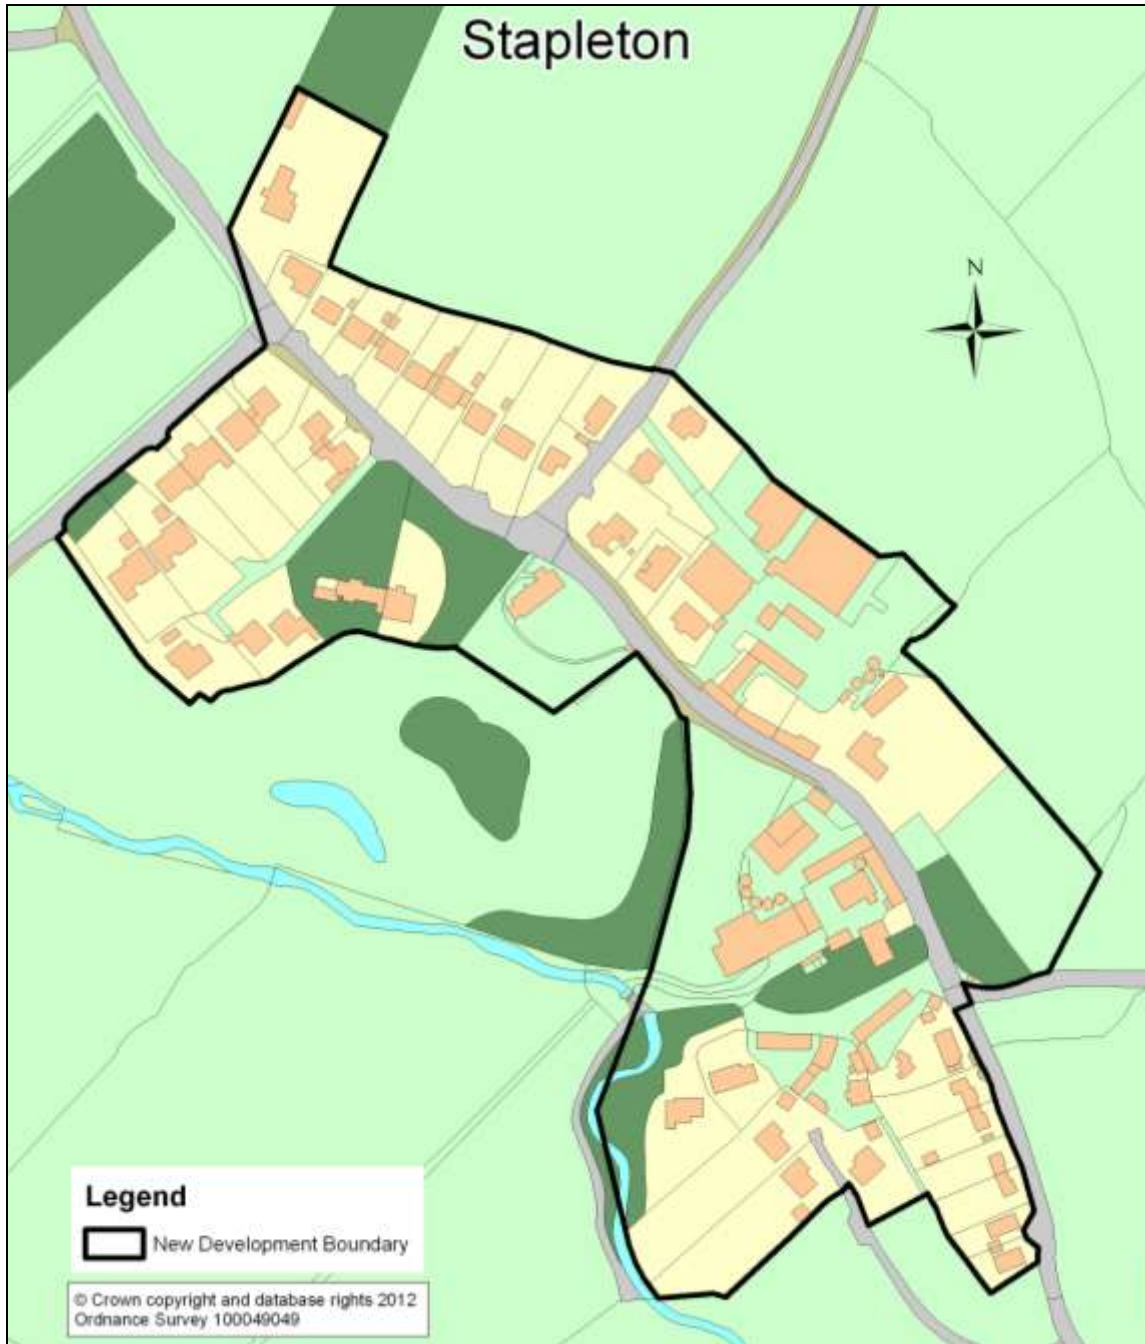 Stapleton
N
Legend
New Development Boundary
© Crown copyright and database rights 2012
Ordnance Survey 100049049